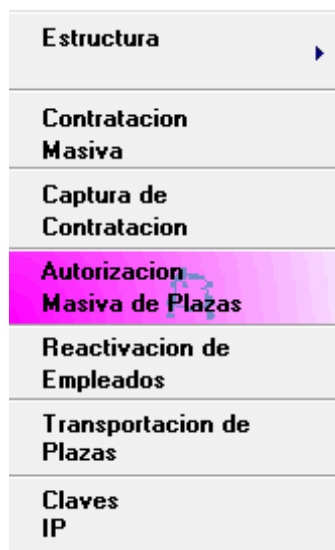 Estructura
Contratacion
Masiva
Captura de
Contratacion
Autorizacion
Masiva de Plazas
Reactivacion de
Empleados
Transportacion de
Plazas
Claves
IP